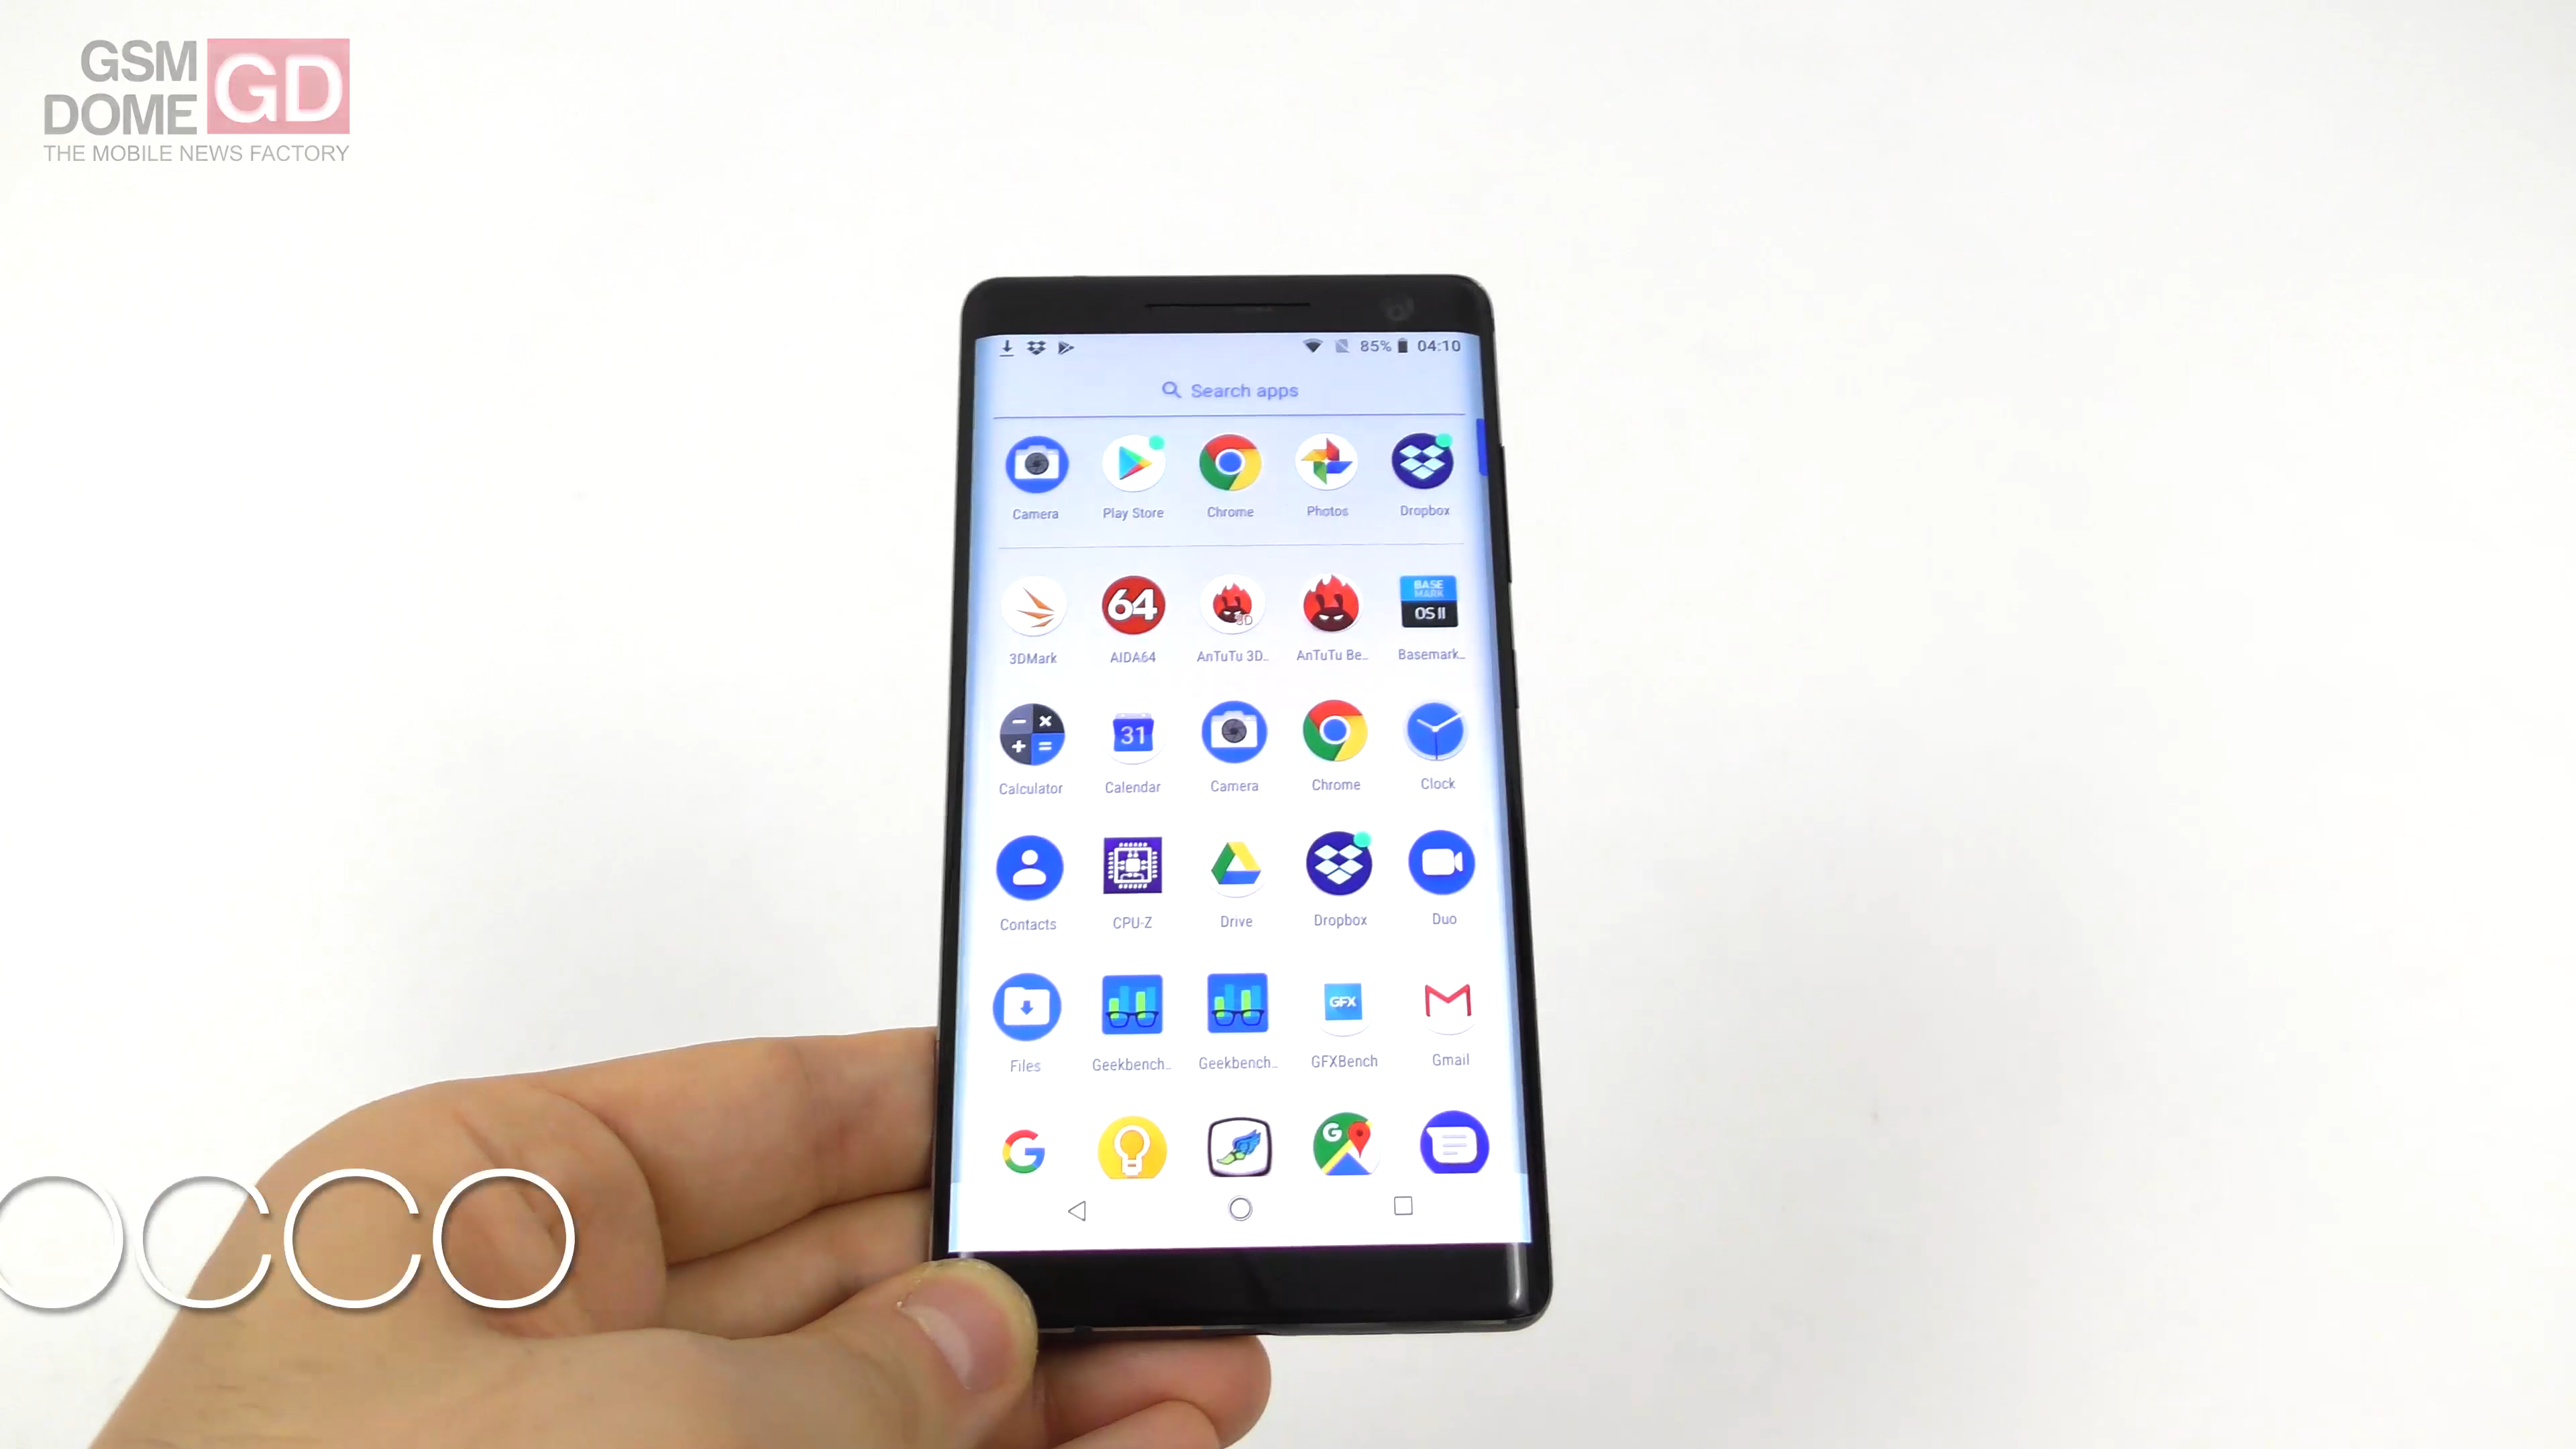 GSM
DOME
GD
THE MOBILE NEWS FACTORY
85% 04:10
Search apps
Camera Play Store Chrome Photos Dropbox
64
3D
BASE
MARK
OS II
3DMark AIDA64 AnTuTu 3D... AnTuTu Be... Basemark...
31
Calculator Calendar Camera Chrome Clock
Contacts CPU-Z Drive Dropbox Duo
GFX
Files Geekbench... Geekbench... GFXBench Gmail
G
G
OCCO